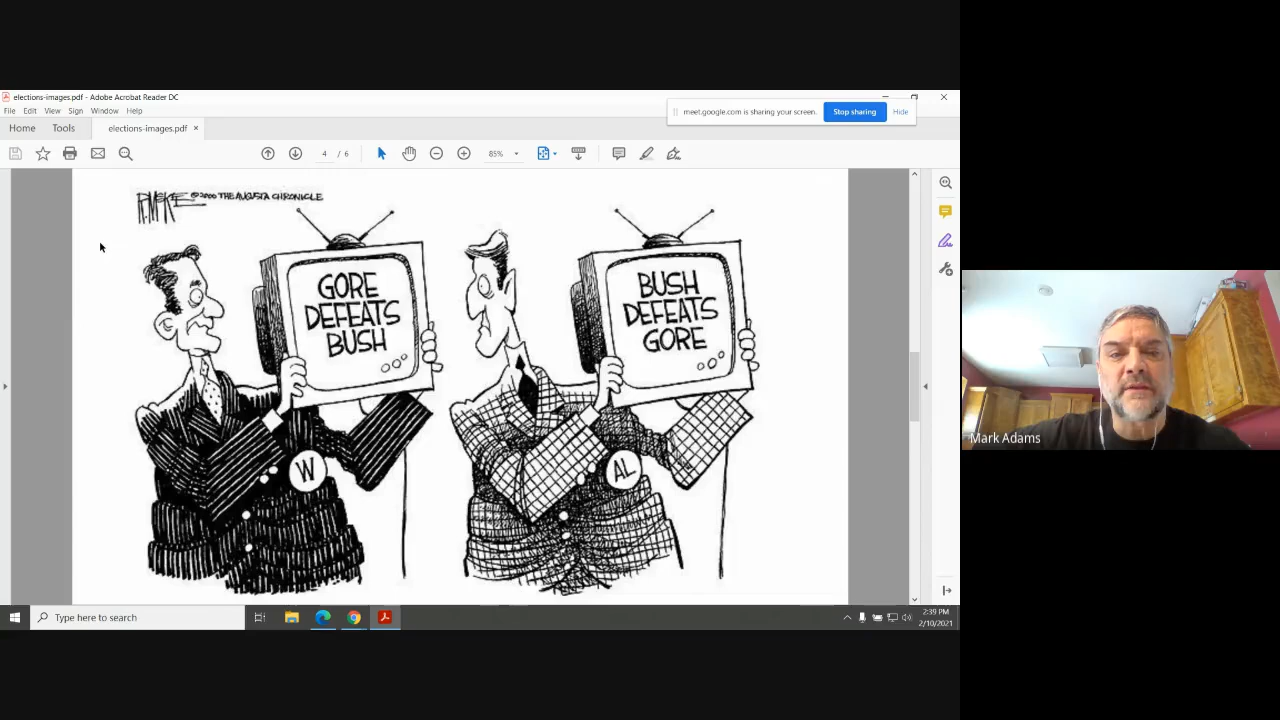 elections-images.pdf - Adobe Acrobat Reader DC
File Edit View Sign Window Help
meet.google.com is sharing your screen.
Stop sharing
Hide
Home
Tools
elections-images.pdf
4 / 6
85%
©2000 THE AUGUSTA CHRONICLE
GORE
DEFEATS
BUSH
BUSH
DEFEATS
GORE
W
AL
Mark Adams
Type here to search
2:39 PM
2/10/2021